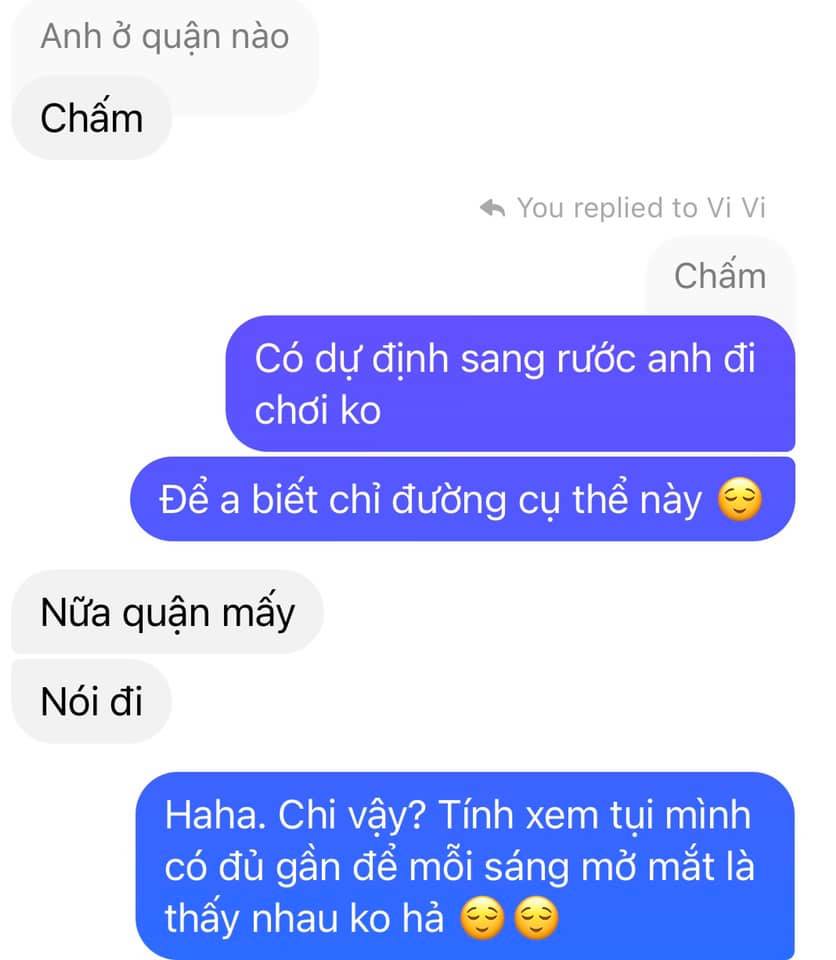 Anh ở quận nào
Chấm
You replied to Vi Vi
Chấm
Có dự định sang rước anh đi
chơi ko
Để a biết chỉ đường cụ thể này 😌
Nữa quận mấy
Nói đi
Haha. Chi vậy? Tính xem tụi mình
có đủ gần để mỗi sáng mở mắt là
thấy nhau ko hả 😌😌